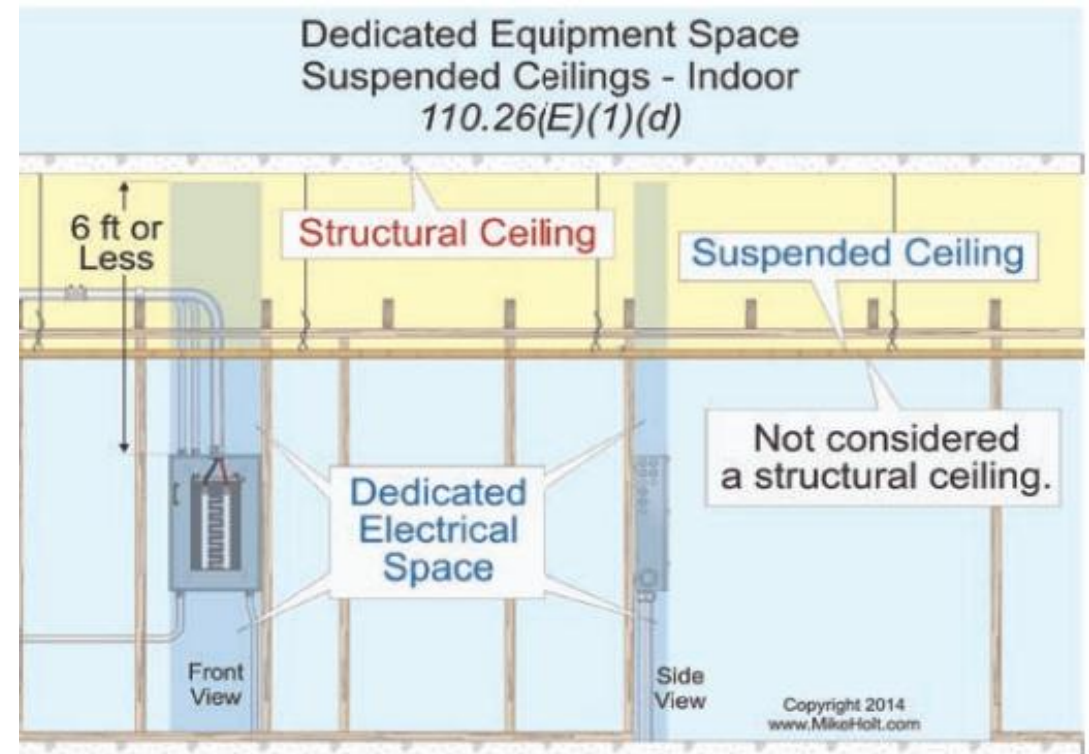 Dedicated Equipment Space
Suspended Ceilings - Indoor
110.26(E)(1)(d)
6 ft or
Less
Structural Ceiling
Suspended Ceiling
Not considered
a structural ceiling.
Dedicated
Electrical
Space
Front
View
Side
View
Copyright 2014
www.MikeHolt.com